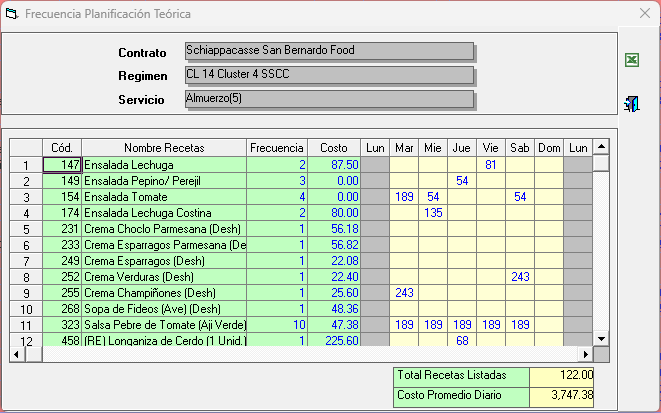 Frecuencia Planificación Teórica
Contrato Schiappacasse San Bernardo Food
Regimen CL 14 Cluster 4 SSCC
Servicio Almuerzo(5)
Cód. Nombre Recetas Frecuencia Costo Lun Mar Mie Jue Vie Sab Dom Lun
1 147 Ensalada Lechuga 2 87.50 81
2 149 Ensalada Pepino/ Perejil 3 0.00 54
3 154 Ensalada Tomate 4 0.00 189 54 54
4 174 Ensalada Lechuga Costina 2 80.00 135
5 231 Crema Choclo Parmesana (Desh) 1 56.18
6 233 Crema Esparragos Parmesana (De 1 56.82
7 249 Crema Esparragos (Desh) 1 22.08
8 252 Crema Verduras (Desh) 1 22.40 243
9 255 Crema Champiñones (Desh) 1 25.60 243
10 268 Sopa de Fideos (Ave) (Desh) 1 48.36
11 323 Salsa Pebre de Tomate (Aji Verde) 10 47.38 189 189 189 189 189
12 458 (RE) Longaniza de Cerdo (1 Unid.) 1 225.60 68
Total Recetas Listadas 122.00
Costo Promedio Diario 3,747.38